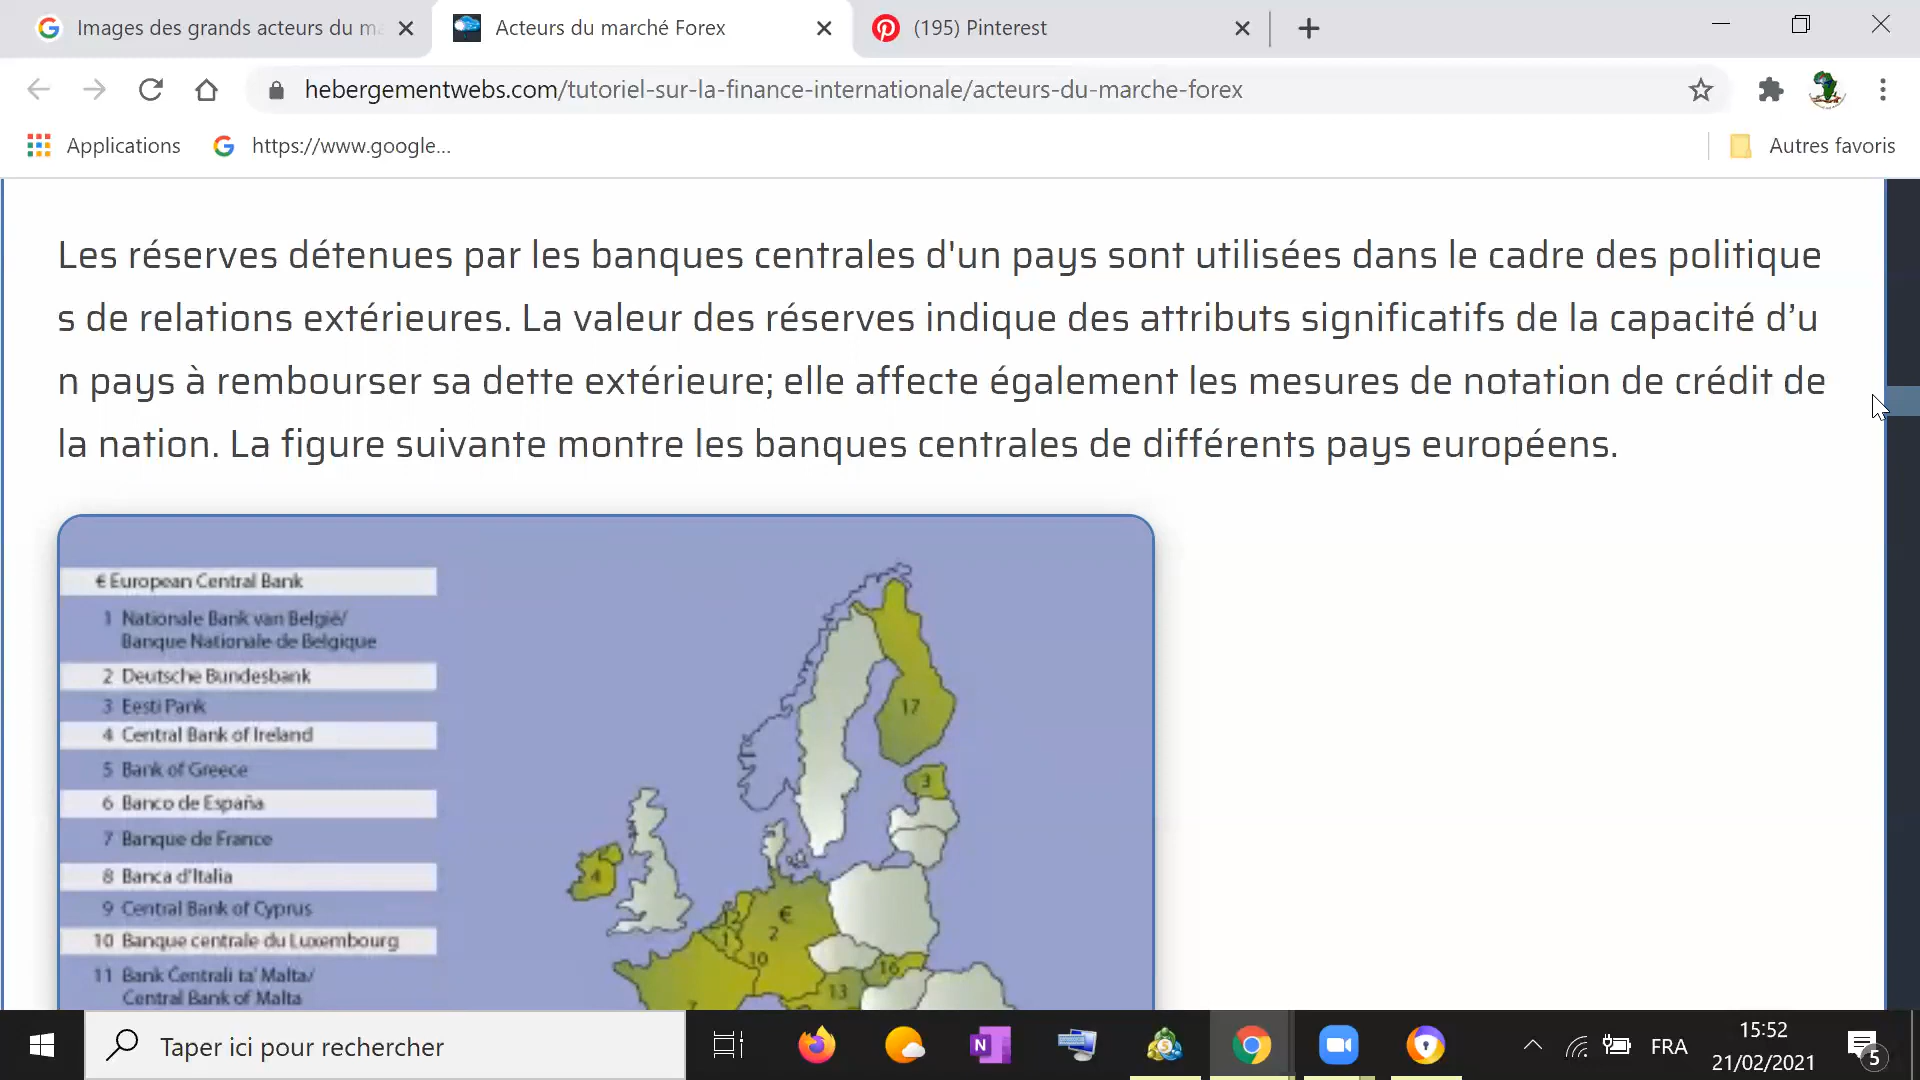 Images des grands acteurs du ma
Acteurs du marché Forex
(195) Pinterest
hebergementwebs.com/tutoriel-sur-la-finance-internationale/acteurs-du-marche-forex
Applications
https://www.google...
Autres favoris
Les réserves détenues par les banques centrales d'un pays sont utilisées dans le cadre des politique
s de relations extérieures. La valeur des réserves indique des attributs significatifs de la capacité d’u
n pays à rembourser sa dette extérieure; elle affecte également les mesures de notation de crédit de
la nation. La figure suivante montre les banques centrales de différents pays européens.
€ European Central Bank
1 Nationale Bank van België/
Banque Nationale de Belgique
2 Deutsche Bundesbank
3 Eesti Pank
4 Central Bank of Ireland
5 Bank of Greece
6 Banco de España
7 Banque de France
8 Banca d'Italia
9 Central Bank of Cyprus
10 Banque centrale du Luxembourg
11 Bank Ċentrali ta' Malta/
Central Bank of Malta
17
3
4
12
€
1
2
10
16
13
7
Taper ici pour rechercher
N
S
FRA
15:52
21/02/2021
5